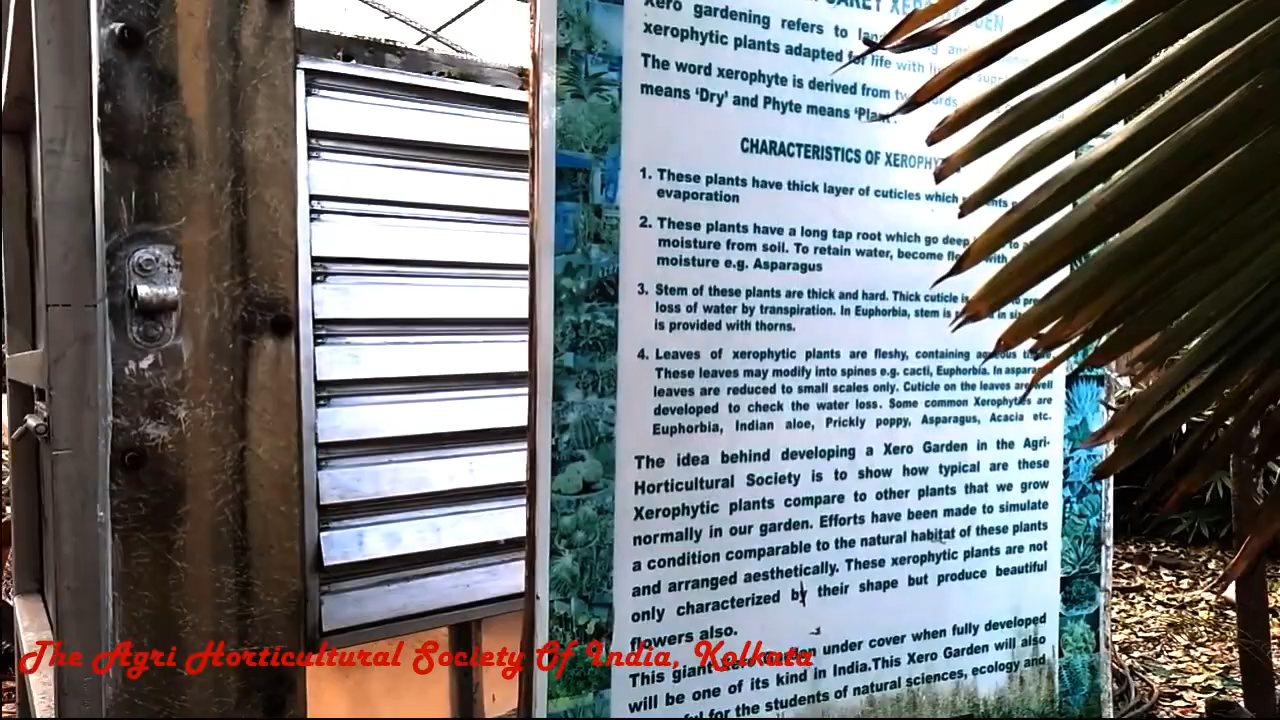 XERO GARDEN
Xero gardening refers to
xerophytic plants adapted for life with
The word xerophyte is derived from two words
means 'Dry' and Phyte means 'Plant'.
CHARACTERISTICS OF
1. These plants have thick layer of cuticles which
evaporation
2. These plants have a long tap root which go deep
moisture from soil. To retain water, become with
moisture e.g. Asparagus
3. Stem of these plants are thick and hard. Thick cuticle is
loss of water by transpiration. In Euphorbia, stem is in
is provided with thorns.
4. Leaves of xerophytic plants are fleshy, containing aqueous
These leaves may modify into spines e.g. cacti, Euphorbia. In
leaves are reduced to small scales only. Cuticle on the leaves are well
developed to check the water loss. Some common Xerophytes are
Euphorbia, Indian aloe, Prickly poppy, Asparagus, Acacia etc.
The idea behind developing a Xero Garden in the Agri-
Horticultural Society is to show how typical are these
Xerophytic plants compare to other plants that we grow
normally in our garden. Efforts have been made to simulate
a condition comparable to the natural habitat of these plants
and arranged aesthetically. These xerophytic plants are not
only characterized by their shape but produce beautiful
flowers also.
This giant under cover when fully developed
will be one of its kind in India.This Xero Garden will also
for the students of natural sciences, ecology and
The Agri Horticultural Society Of India, Kolkata